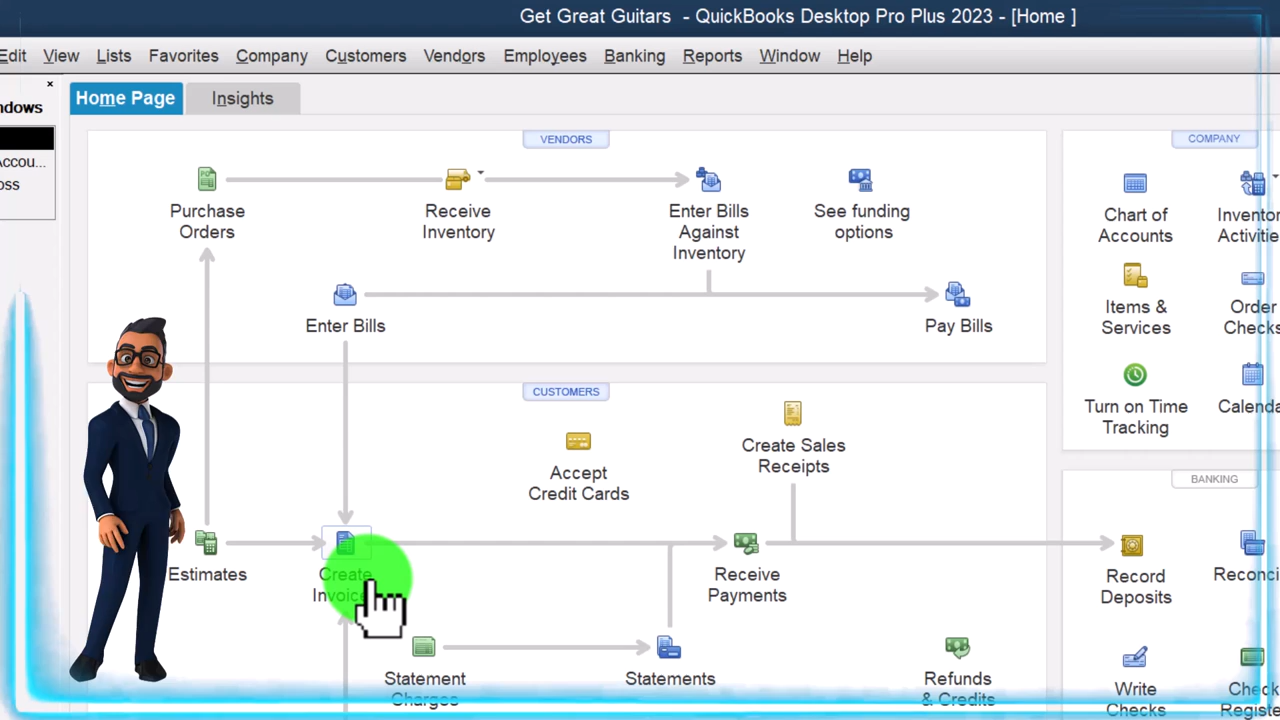 Get Great Guitars - QuickBooks Desktop Pro Plus 2023 - [Home ]
Edit View Lists Favorites Company Customers Vendors Employees Banking Reports Window Help
ndows
Home Page
Insights
Accou...
oss
VENDORS
Purchase
Orders
Receive
Inventory
Enter Bills
Against
Inventory
See funding
options
Enter Bills
Pay Bills
COMPANY
Chart of
Accounts
Inventor
Activitie
Items &
Services
Order
Checks
Turn on Time
Tracking
Calenda
CUSTOMERS
Accept
Credit Cards
Create Sales
Receipts
Estimates
Create
Invoice
Receive
Payments
Statement
Charges
Statements
Refunds
& Credits
BANKING
Record
Deposits
Reconci
Write
Checks
Check
Register